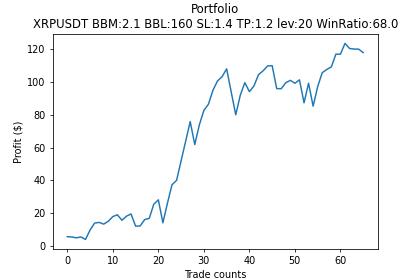 Portfolio
XRPUSDT BBM:2.1 BBL:160 SL:1.4 TP:1.2 lev:20 WinRatio:68.0
120
100
80
60
40
20
0
Profit ($)
0 10 20 30 40 50 60
Trade counts